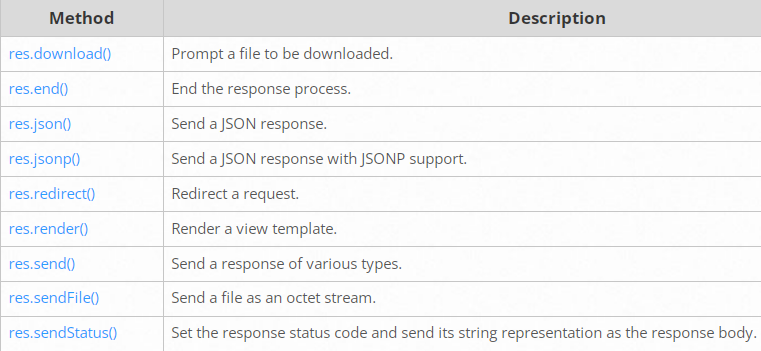 Method Description
res.download() Prompt a file to be downloaded.
res.end() End the response process.
res.json() Send a JSON response.
res.jsonp() Send a JSON response with JSONP support.
res.redirect() Redirect a request.
res.render() Render a view template.
res.send() Send a response of various types.
res.sendFile() Send a file as an octet stream.
res.sendStatus() Set the response status code and send its string representation as the response body.